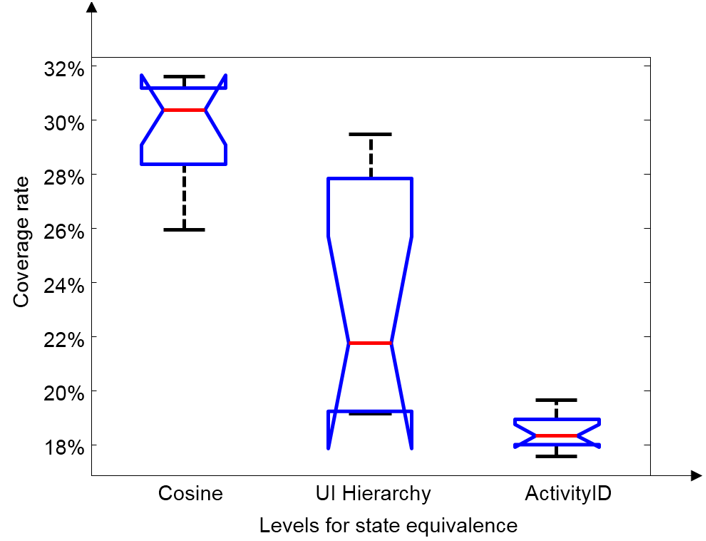 32%
30%
28%
26%
24%
22%
20%
18%
Coverage rate
Cosine
UI Hierarchy
ActivityID
Levels for state equivalence